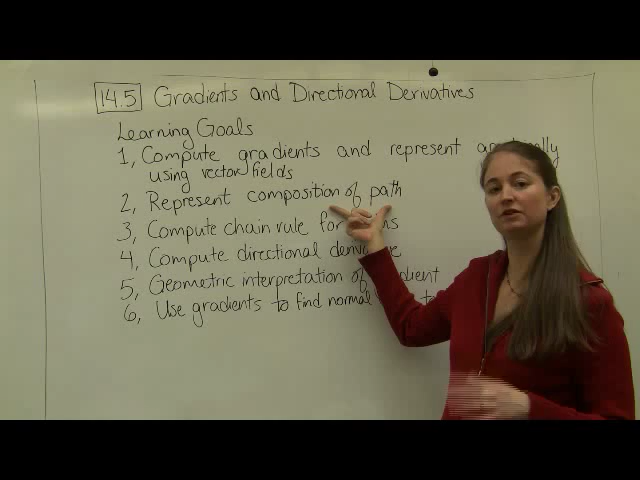 14.5 Gradients and Directional Derivatives
Learning Goals
1, Compute gradients and represent
using vector fields
2, Represent composition of path
3, Compute chain rule for
4, Compute directional
5, Geometric interpretation of
6, Use gradients to find normal